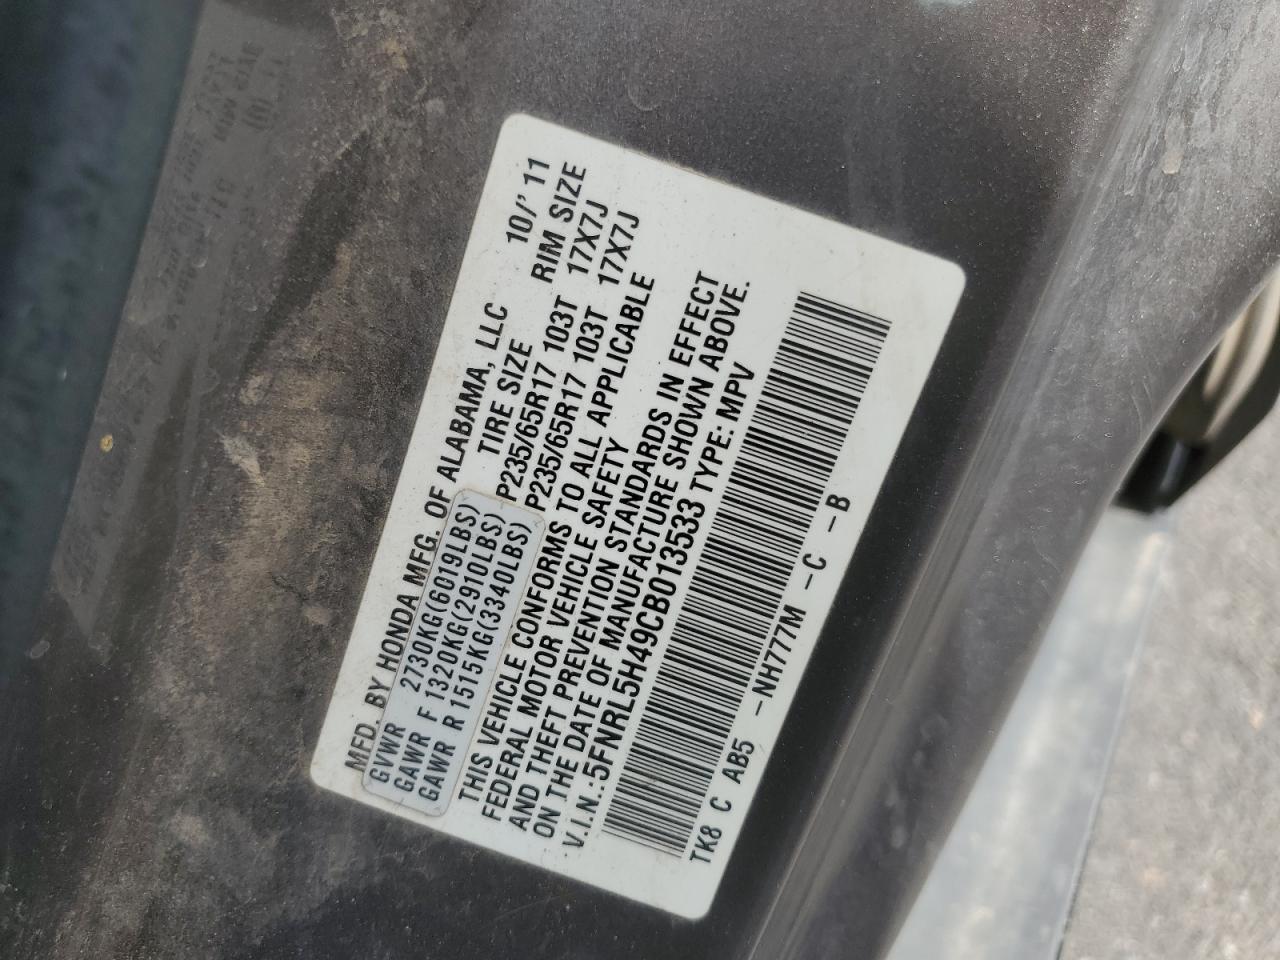 MFD. BY HONDA MFG. OF ALABAMA, LLC 10/'11
GVWR 2730KG(6019LBS) TIRE SIZE RIM SIZE
GAWR F 1320KG(2910LBS) P235/65R17 103T 17X7J
GAWR R 1515KG(3340LBS) P235/65R17 103T 17X7J
THIS VEHICLE CONFORMS TO ALL APPLICABLE
FEDERAL MOTOR VEHICLE SAFETY
AND THEFT PREVENTION STANDARDS IN EFFECT
ON THE DATE OF MANUFACTURE SHOWN ABOVE.
V.I.N.:5FNRL5H49CB013533 TYPE: MPV
TK8 C AB5 -NH777M -C -B